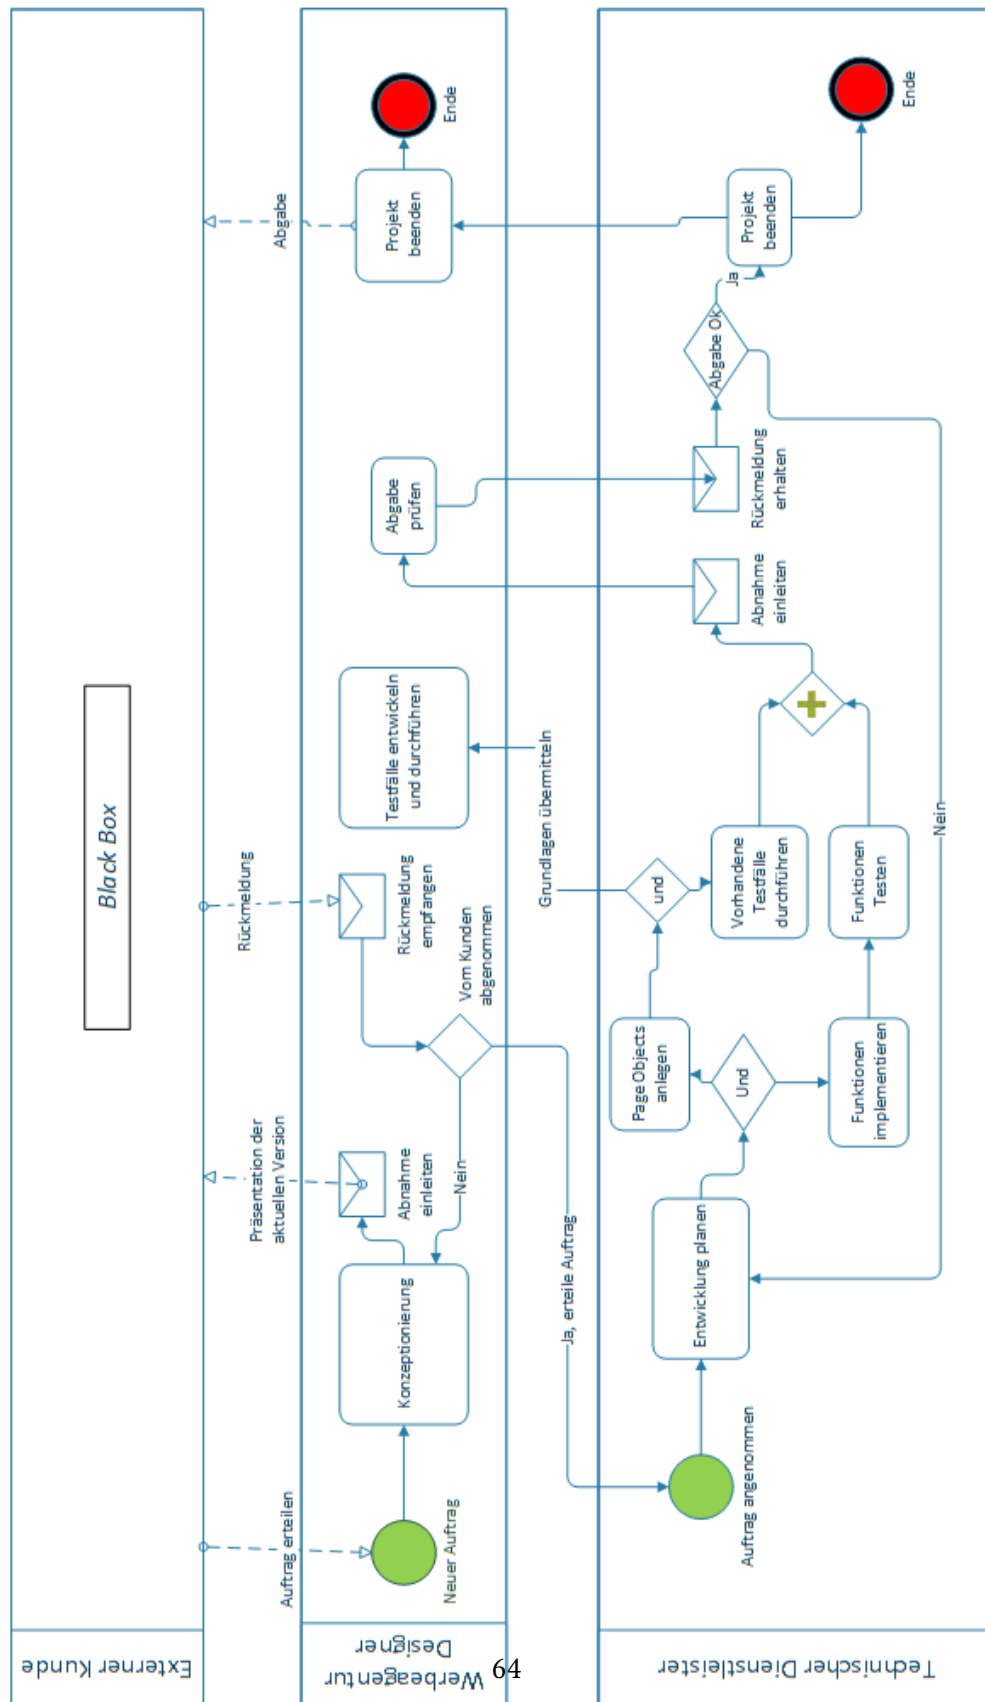 Externer Kunde
Black Box
Auftrag erteilen
Präsentation der
aktuellen Version
Rückmeldung
Abgabe
Werbeagentur
Designer
Neuer Auftrag
Konzeptionierung
Abnahme
einleiten
Nein
Rückmeldung
empfangen
Vom Kunden
abgenommen
Testfälle entwickeln
und durchführen
Abgabe
prüfen
Projekt
beenden
Ende
Ja, erteile Auftrag
Grundlagen übermitteln
Technischer Dienstleister
Auftrag angenommen
Entwicklung planen
Und
Page Objects
anlegen
Funktionen
implementieren
und
Vorhandene
Testfälle
durchführen
Funktionen
Testen
Abnahme
einleiten
Rückmeldung
erhalten
Abgabe Ok
Ja
Nein
Projekt
beenden
Ende
64